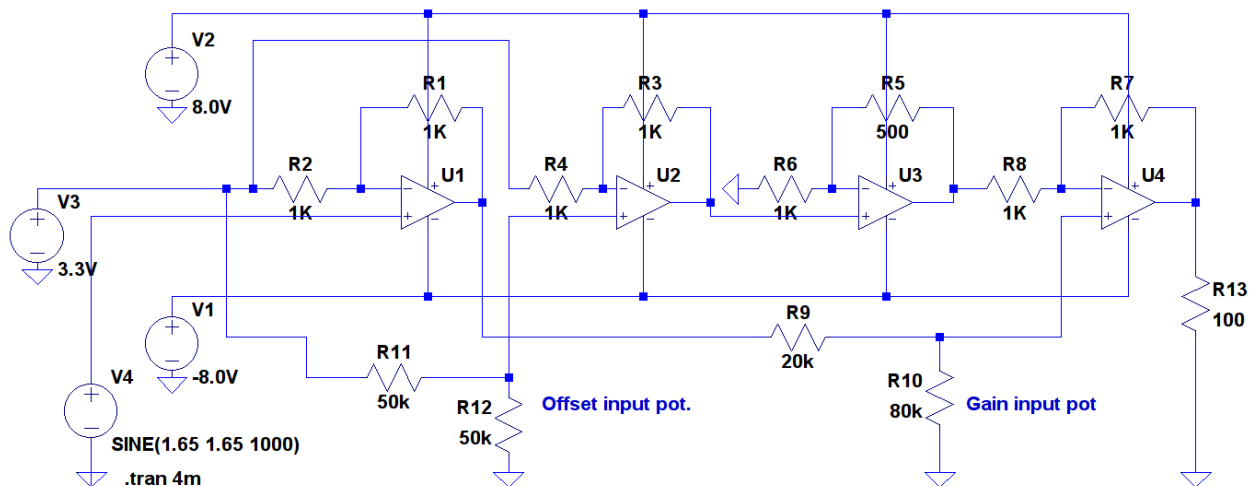 V2
8.0V
R1
1K
R3
1K
R5
500
R7
1K
R2
1K
U1
R4
1K
U2
R6
1K
U3
R8
1K
U4
V3
3.3V
V1
-8.0V
R9
20k
R13
100
R11
50k
V4
SINE(1.65 1.65 1000)
.tran 4m
R12
50k
Offset input pot.
R10
80k
Gain input pot